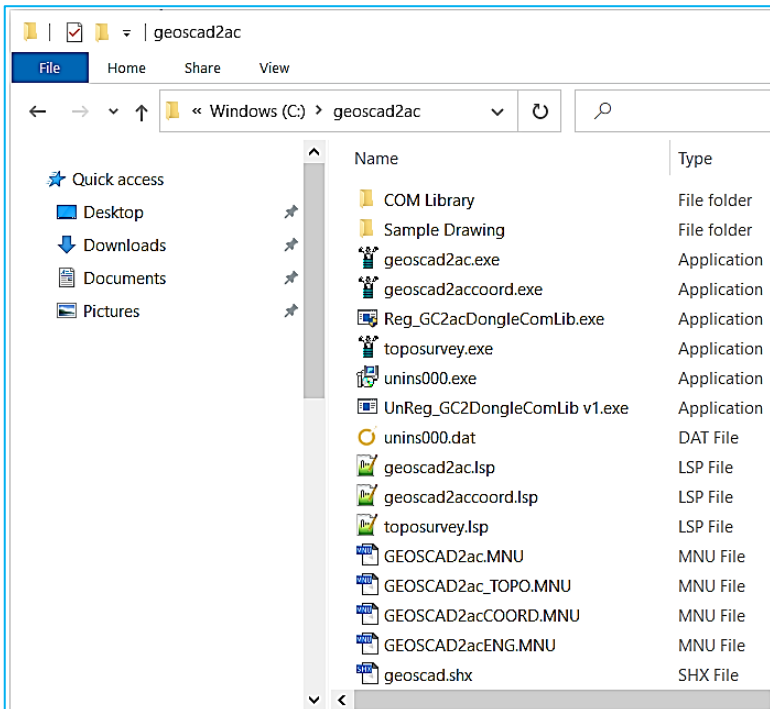 geoscad2ac
File Home Share View
« Windows (C:) > geoscad2ac
Name Type
Quick access
Desktop
Downloads
Documents
Pictures
COM Library File folder
Sample Drawing File folder
geoscad2ac.exe Application
geoscad2accoord.exe Application
Reg_GC2acDongleComLib.exe Application
toposurvey.exe Application
unins000.exe Application
UnReg_GC2DongleComLib v1.exe Application
unins000.dat DAT File
geoscad2ac.lsp LSP File
geoscad2accoord.lsp LSP File
toposurvey.lsp LSP File
GEOSCAD2ac.MNU MNU File
GEOSCAD2ac_TOPO.MNU MNU File
GEOSCAD2acCOORD.MNU MNU File
GEOSCAD2acENG.MNU MNU File
geoscad.shx SHX File